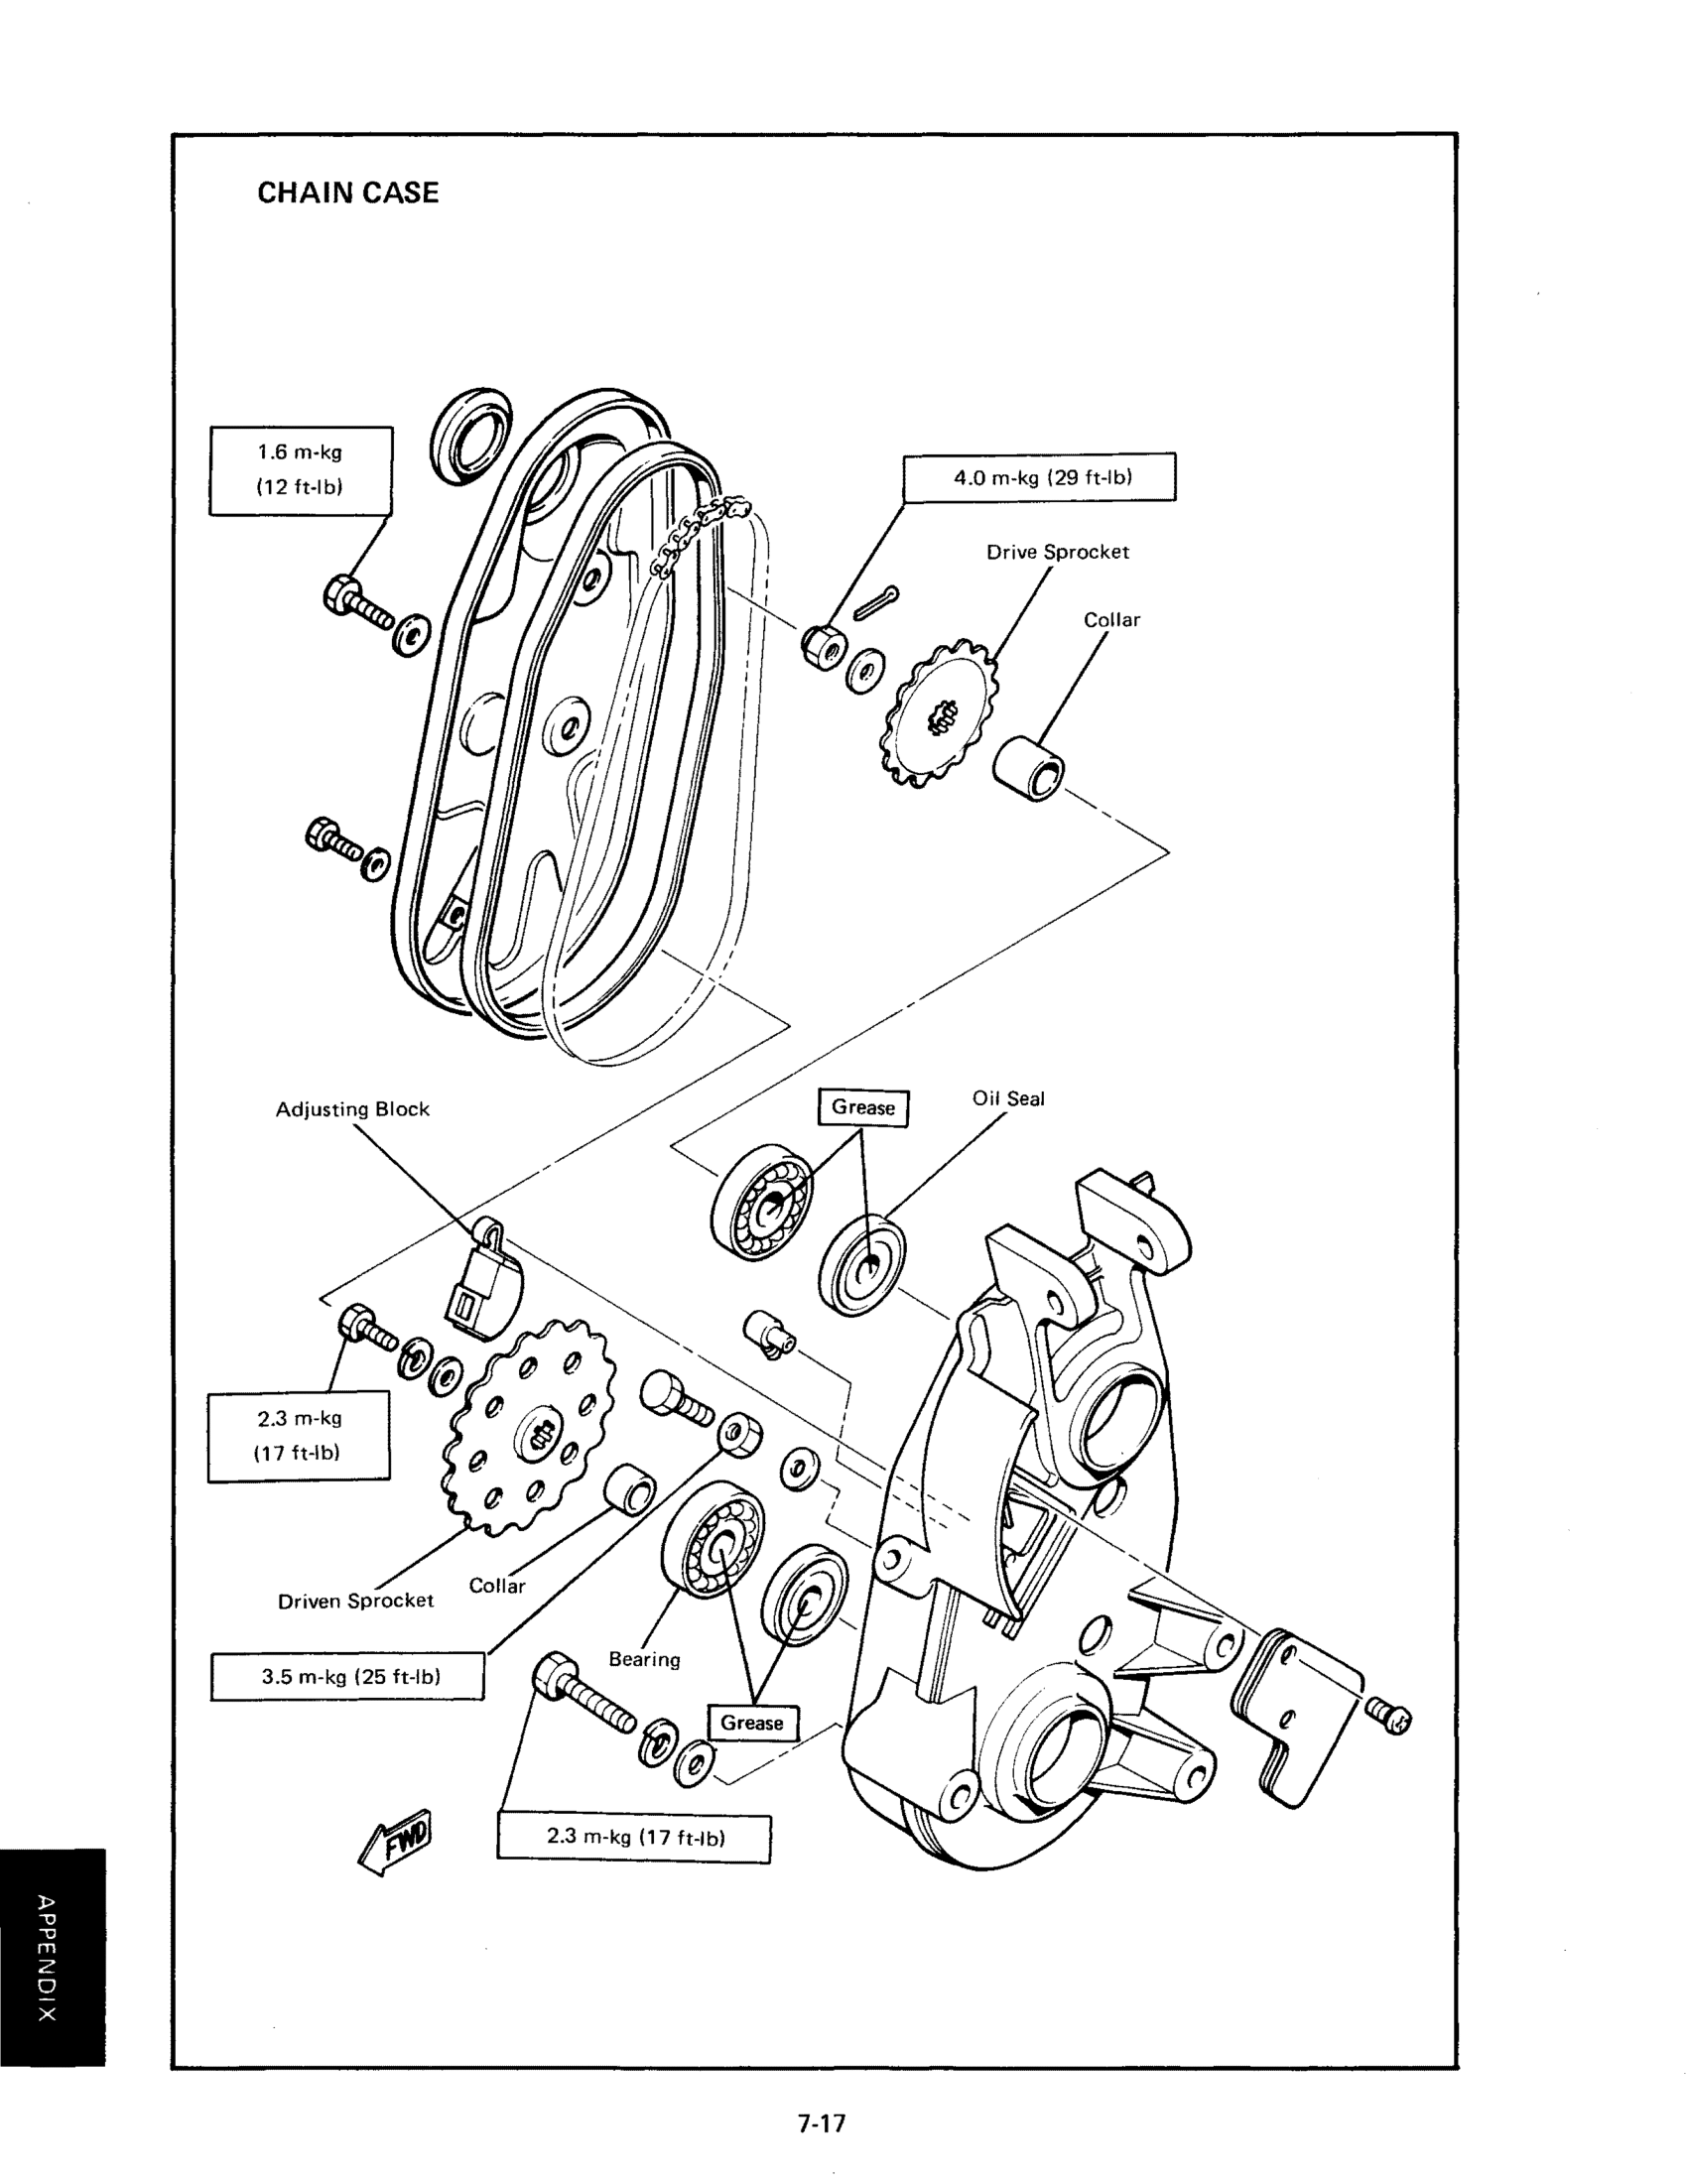 CHAIN CASE
1.6 m-kg
(12 ft-lb)
4.0 m-kg (29 ft-lb)
Drive Sprocket
Collar
Adjusting Block
Grease
Oil Seal
2.3 m-kg
(17 ft-lb)
Driven Sprocket
Collar
3.5 m-kg (25 ft-lb)
Bearing
Grease
2.3 m-kg (17 ft-lb)
FWD
APPENDIX
7-17